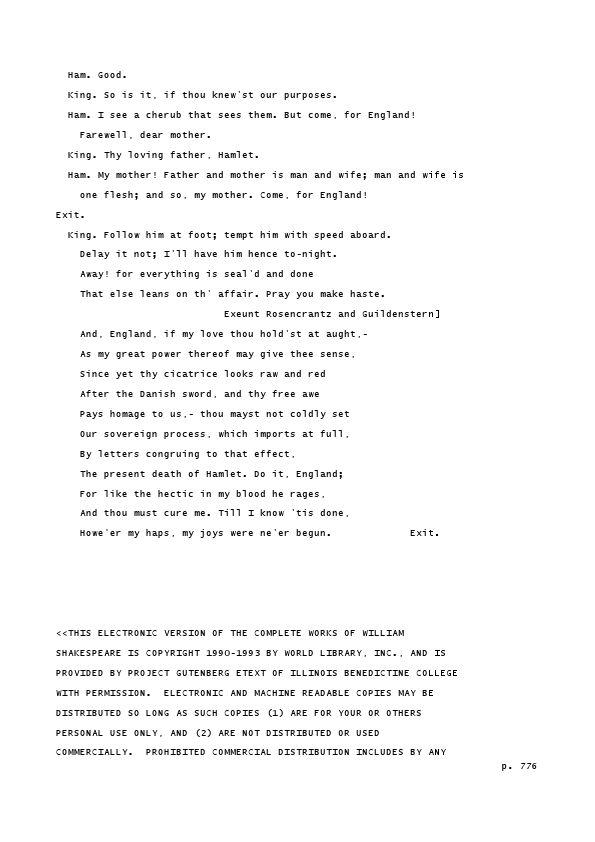 Ham. Good.
King. So is it, if thou knew'st our purposes.
Ham. I see a cherub that sees them. But come, for England!
Farewell, dear mother.
King. Thy loving father, Hamlet.
Ham. My mother! Father and mother is man and wife; man and wife is
one flesh; and so, my mother. Come, for England!
Exit.
King. Follow him at foot; tempt him with speed aboard.
Delay it not; I'll have him hence to-night.
Away! for everything is seal'd and done
That else leans on th' affair. Pray you make haste.
Exeunt Rosencrantz and Guildenstern]
And, England, if my love thou hold'st at aught,-
As my great power thereof may give thee sense,
Since yet thy cicatrice looks raw and red
After the Danish sword, and thy free awe
Pays homage to us,- thou mayst not coldly set
Our sovereign process, which imports at full,
By letters congruing to that effect,
The present death of Hamlet. Do it, England;
For like the hectic in my blood he rages,
And thou must cure me. Till I know 'tis done,
Howe'er my haps, my joys were ne'er begun.             Exit.
<<THIS ELECTRONIC VERSION OF THE COMPLETE WORKS OF WILLIAM
SHAKESPEARE IS COPYRIGHT 1990-1993 BY WORLD LIBRARY, INC., AND IS
PROVIDED BY PROJECT GUTENBERG ETEXT OF ILLINOIS BENEDICTINE COLLEGE
WITH PERMISSION.  ELECTRONIC AND MACHINE READABLE COPIES MAY BE
DISTRIBUTED SO LONG AS SUCH COPIES (1) ARE FOR YOUR OR OTHERS
PERSONAL USE ONLY, AND (2) ARE NOT DISTRIBUTED OR USED
COMMERCIALLY.  PROHIBITED COMMERCIAL DISTRIBUTION INCLUDES BY ANY
p. 776